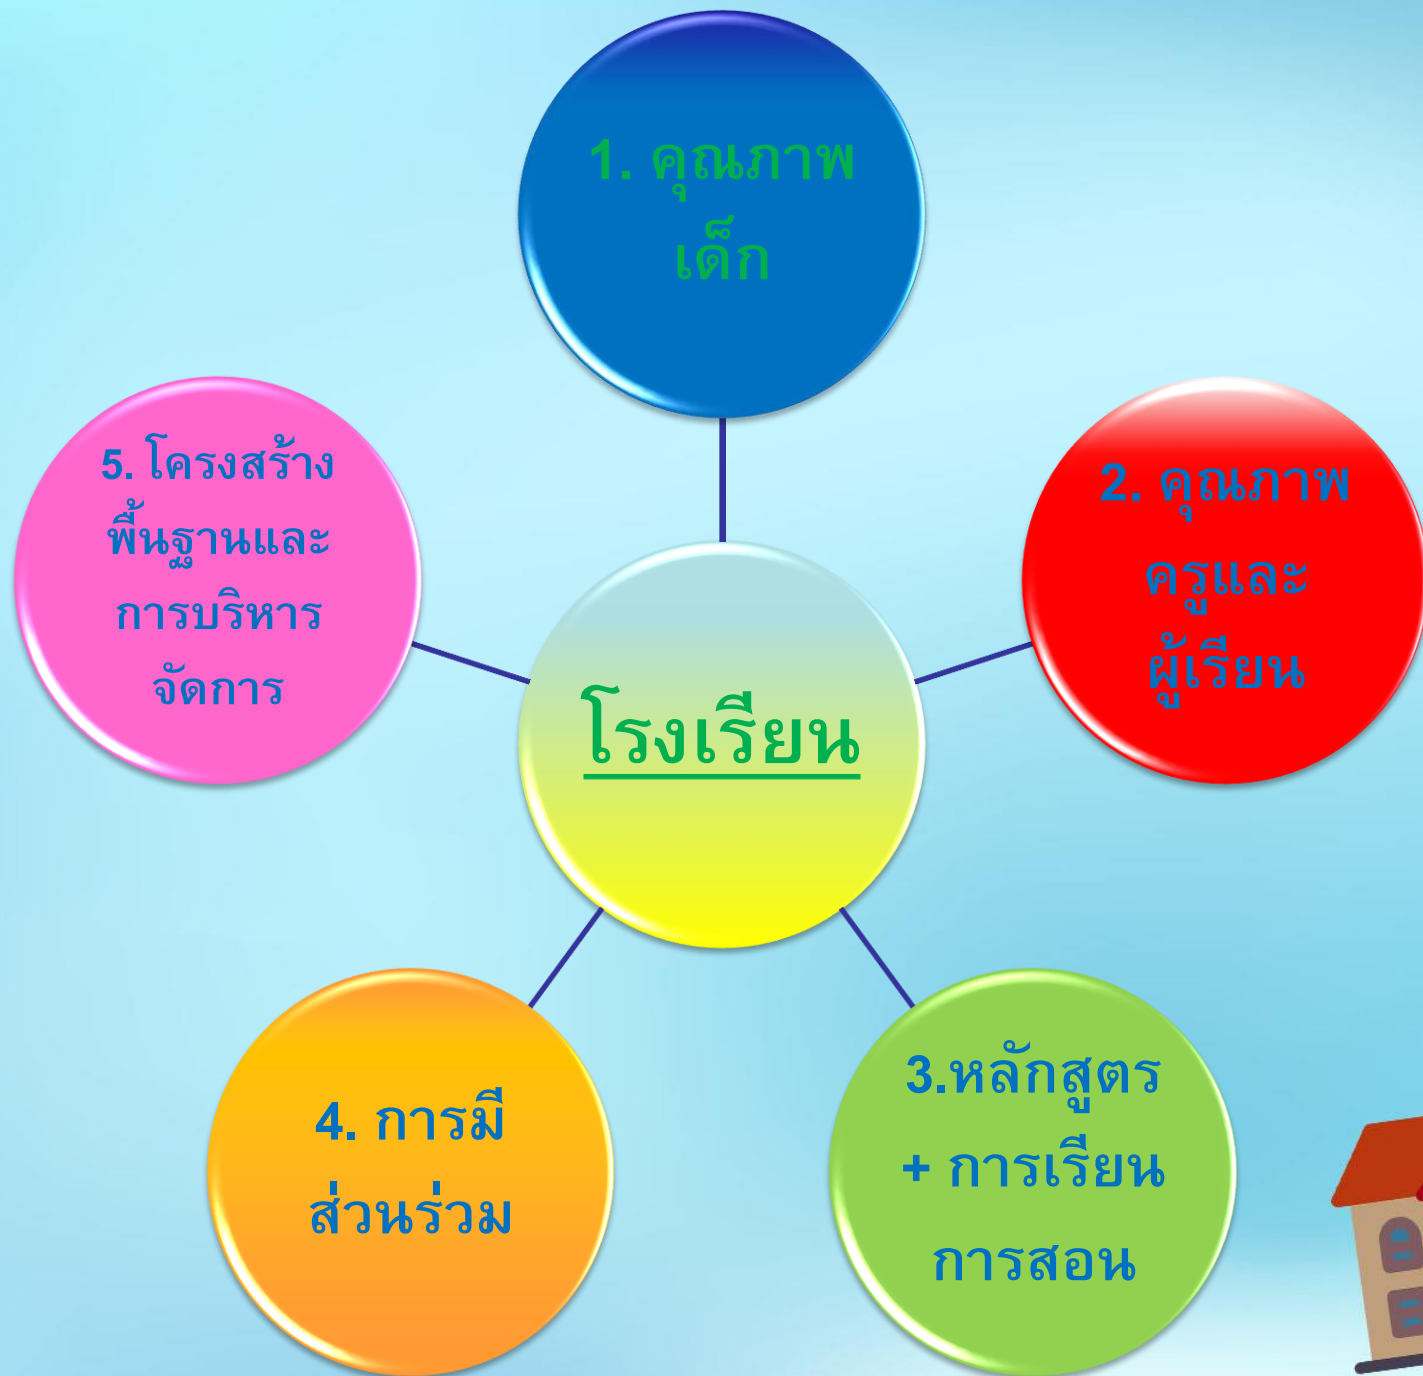 1. คุณภาพ
เด็ก
2. คุณภาพ
ครูและ
ผู้เรียน
3.หลักสูตร
+ การเรียน
การสอน
4. การมี
ส่วนร่วม
5. โครงสร้าง
พื้นฐานและ
การบริหาร
จัดการ
โรงเรียน